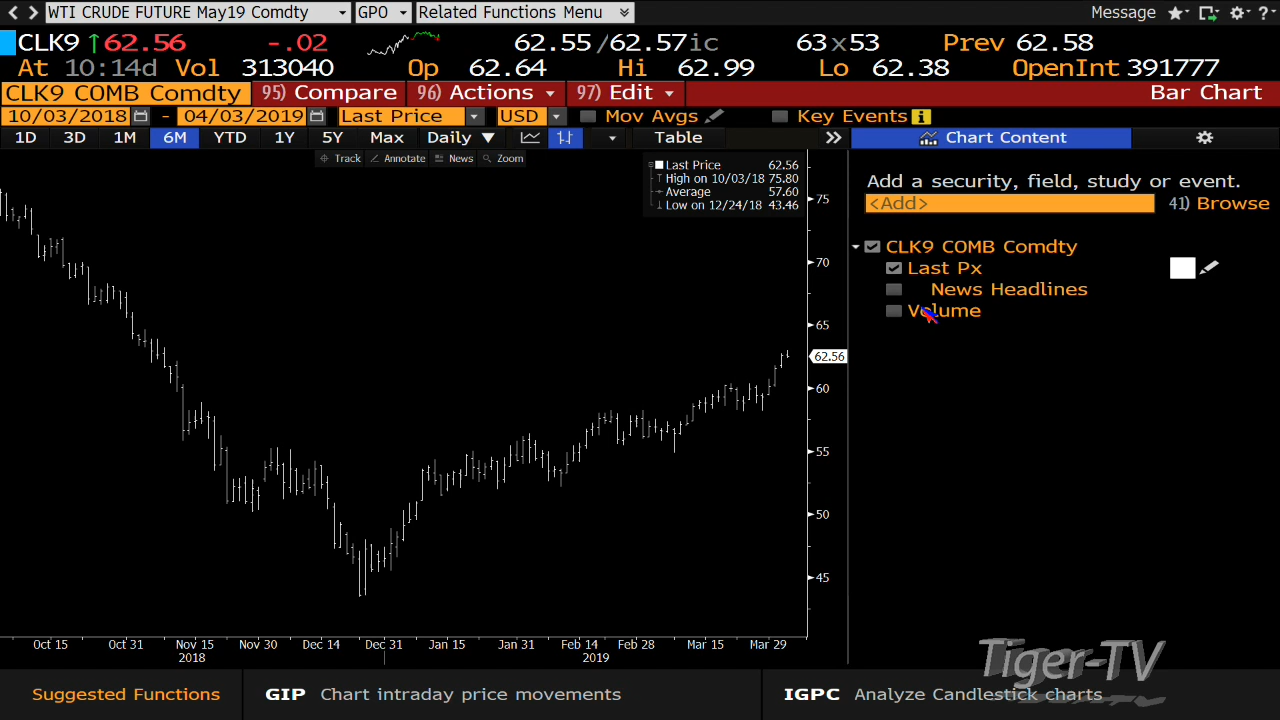 WTI CRUDE FUTURE May19 Comdty GPO Related Functions Menu Message ?
CLK9 ↑62.56 -.02 62.55/62.57ic 63x53 Prev 62.58
At 10:14d Vol 313040 Op 62.64 Hi 62.99 Lo 62.38 OpenInt 391777
CLK9 COMB Comdty 95) Compare 96) Actions 97) Edit Bar Chart
10/03/2018 - 04/03/2019 Last Price USD Mov Avgs Key Events i
1D 3D 1M 6M YTD 1Y 5Y Max Daily ▼ Table » Chart Content
Track Annotate News Zoom
Last Price 62.56
High on 10/03/18 75.80
Average 57.60
Low on 12/24/18 43.46
Add a security, field, study or event.
<Add> 41) Browse
CLK9 COMB Comdty
Last Px
News Headlines
Volume
75
70
65
62.56
60
55
50
45
Oct 15 Oct 31 Nov 15 Nov 30 Dec 14 Dec 31 Jan 15 Jan 31 Feb 14 Feb 28 Mar 15 Mar 29
2018 2019
Tiger-TV
Suggested Functions GIP Chart intraday price movements IGPC Analyze Candlestick charts